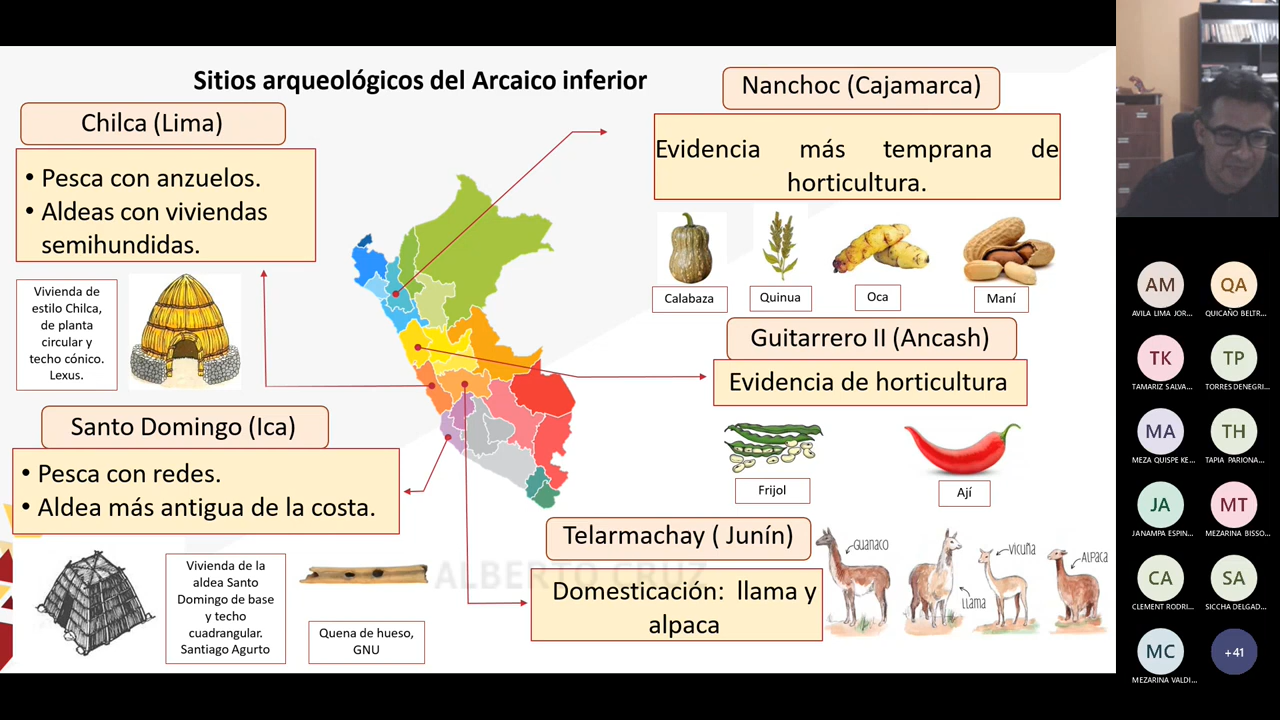 Sitios arqueológicos del Arcaico inferior
Chilca (Lima)
• Pesca con anzuelos.
• Aldeas con viviendas
semihundidas.
Vivienda de
estilo Chilca,
de planta
circular y
techo cónico.
Lexus.
Santo Domingo (Ica)
• Pesca con redes.
• Aldea más antigua de la costa.
Vivienda de la
aldea Santo
Domingo de base
y techo
cuadrangular.
Santiago Agurto
Quena de hueso,
GNU
Nanchoc (Cajamarca)
Evidencia más temprana de
horticultura.
Calabaza
Quinua
Oca
Maní
Guitarrero II (Ancash)
Evidencia de horticultura
Frijol
Ají
Telarmachay ( Junín)
Domesticación: llama y
alpaca
GUANACO
llama
VICUÑA
ALPACA
ALBERTO CRUZ
AM
AVILA LIMA JOR...
QA
QUICAÑO BELTR...
TK
TAMARIZ SALVA...
TP
TORRES DENEGRI...
MA
MEZA QUISPE KE...
TH
TAPIA PARIONA...
JA
JANAMPA ESPIN...
MT
MEZARINA BISSO...
CA
CLEMENT RODRI...
SA
SICCHA DELGAD...
MC
MEZARINA VALDI...
+41